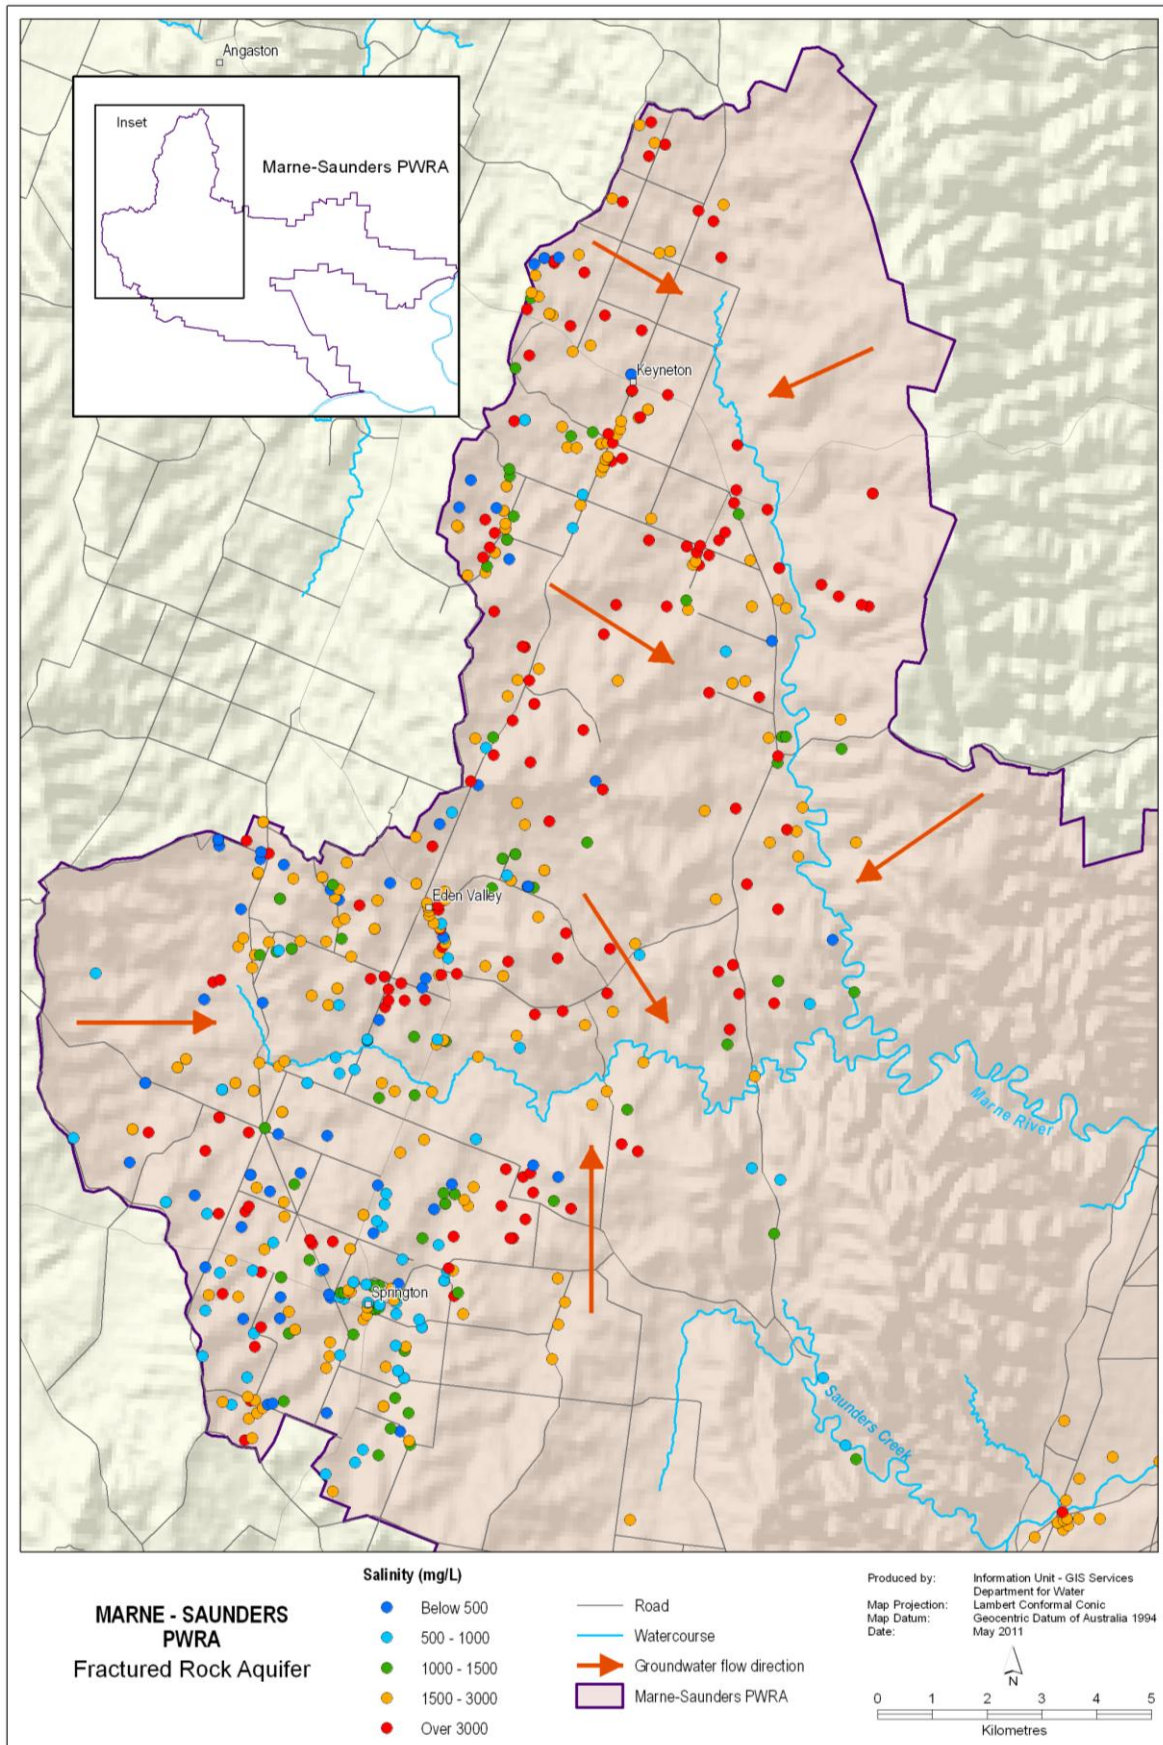 Angaston
Inset
Marne-Saunders PWRA
Keyneton
Eden Valley
Marne River
Springton
Saunders Creek
MARNE - SAUNDERS
PWRA
Fractured Rock Aquifer
Salinity (mg/L)
Below 500
500 - 1000
1000 - 1500
1500 - 3000
Over 3000
Road
Watercourse
Groundwater flow direction
Marne-Saunders PWRA
Produced by: Information Unit - GIS Services
Department for Water
Map Projection: Lambert Conformal Conic
Map Datum: Geocentric Datum of Australia 1994
Date: May 2011
N
0 1 2 3 4 5
Kilometres